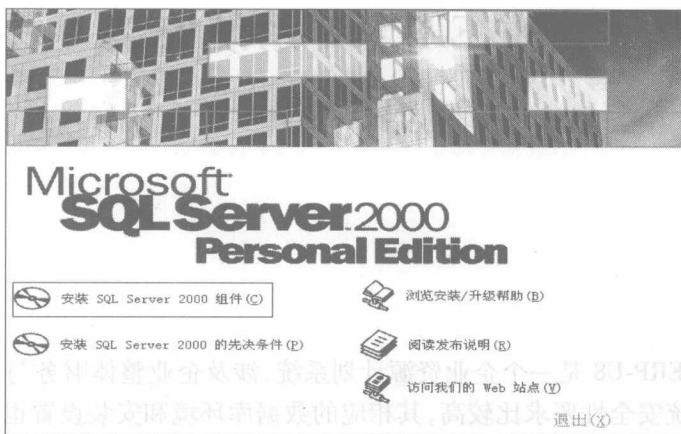 Microsoft
SQL Server 2000
Personal Edition
安装 SQL Server 2000 组件(C)
浏览安装/升级帮助(B)
安装 SQL Server 2000 的先决条件(P)
阅读发布说明(R)
访问我们的 Web 站点(V)
退出(X)